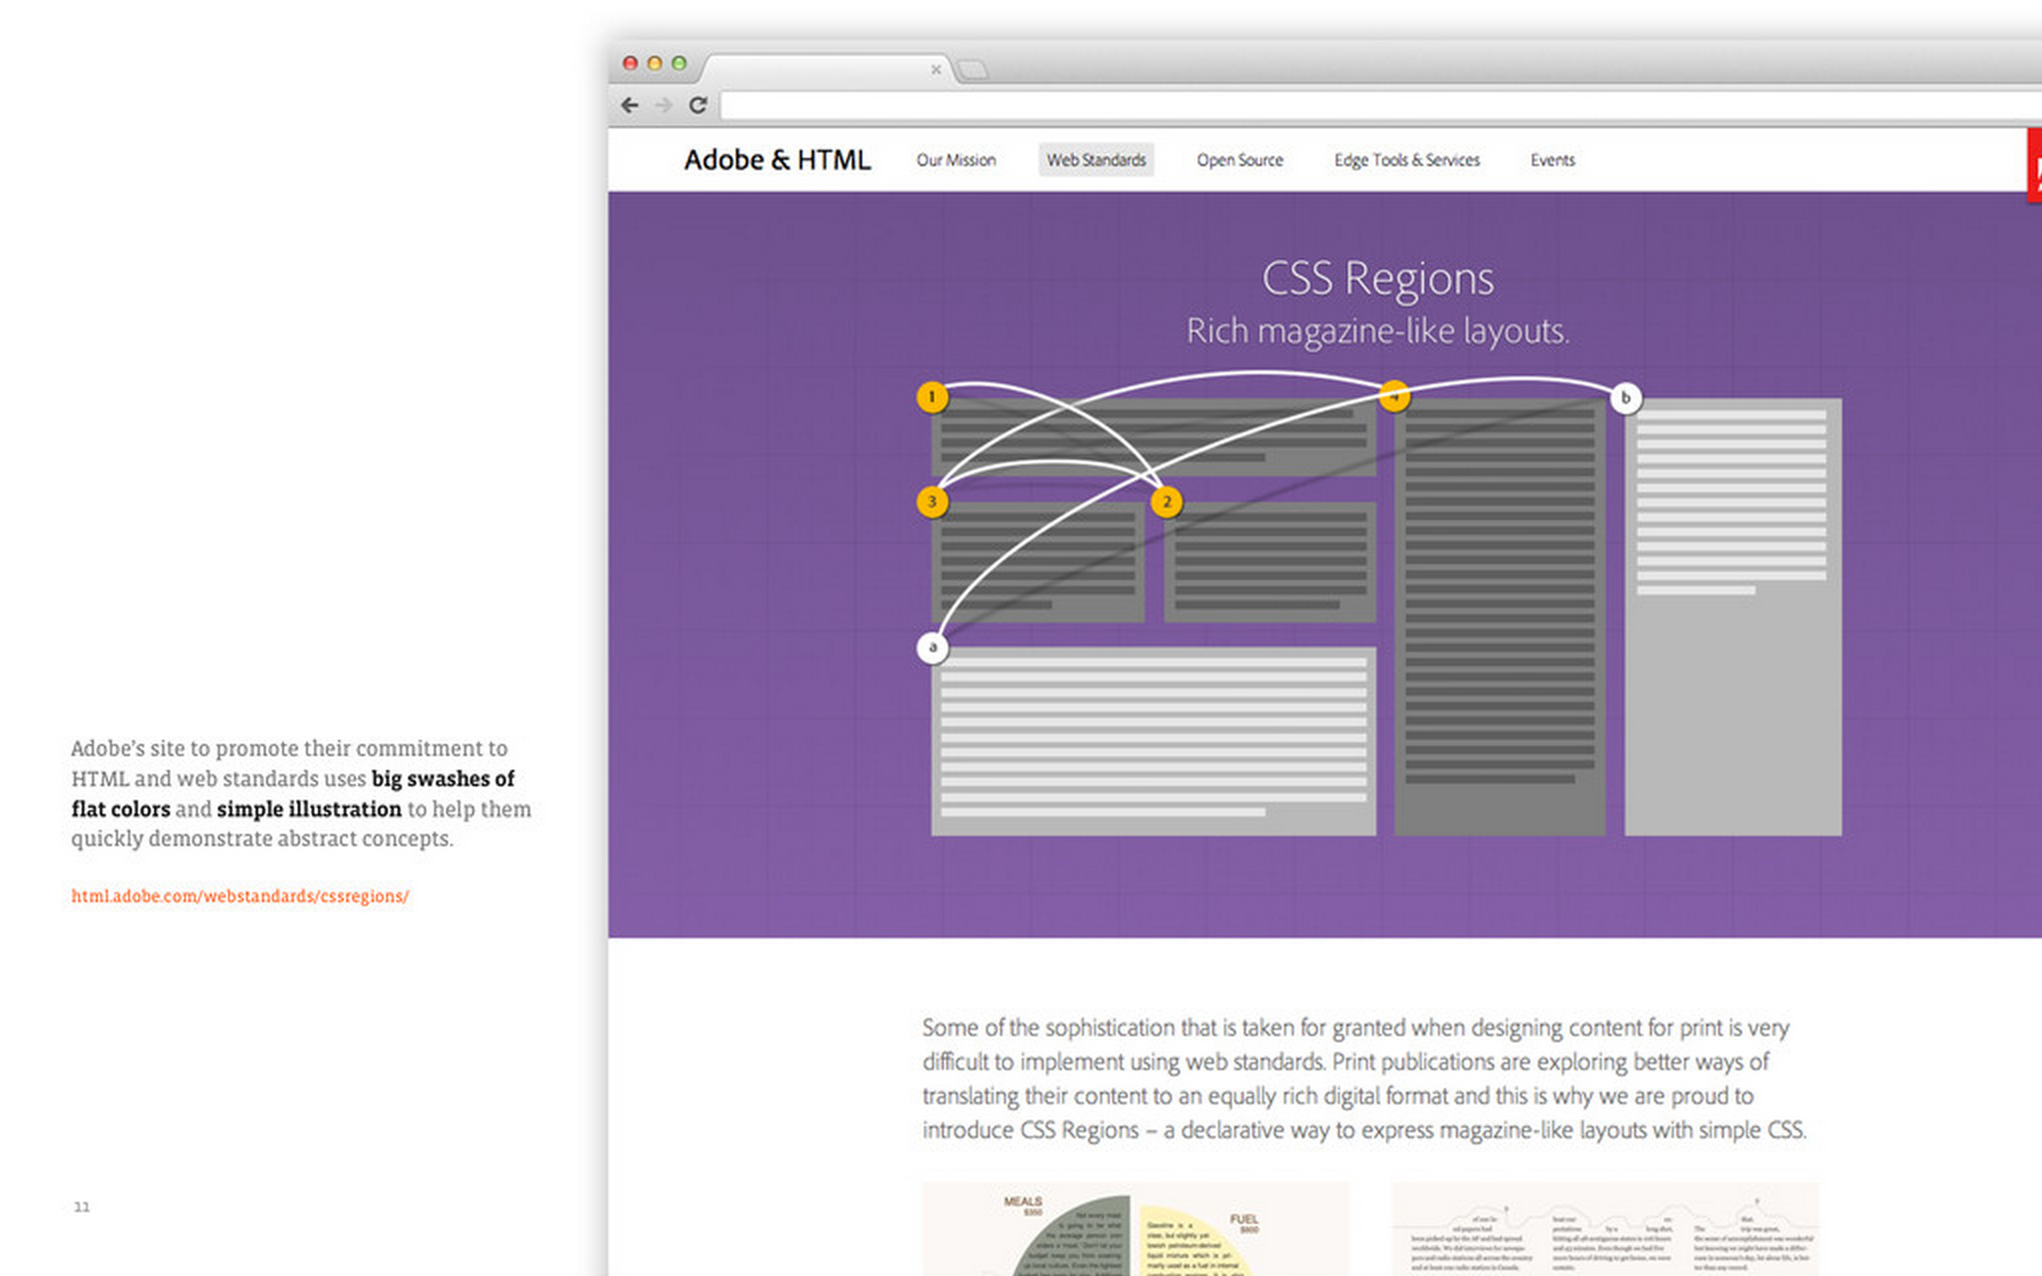 Adobe & HTML
Our Mission
Web Standards
Open Source
Edge Tools & Services
Events
CSS Regions
Rich magazine-like layouts.
1
4
b
3
2
a
Adobe's site to promote their commitment to
HTML and web standards uses big swashes of
flat colors and simple illustration to help them
quickly demonstrate abstract concepts.
html.adobe.com/webstandards/cssregions/
Some of the sophistication that is taken for granted when designing content for print is very
difficult to implement using web standards. Print publications are exploring better ways of
translating their content to an equally rich digital format and this is why we are proud to
introduce CSS Regions – a declarative way to express magazine-like layouts with simple CSS.
MEALS
$350
FUEL
$800
11